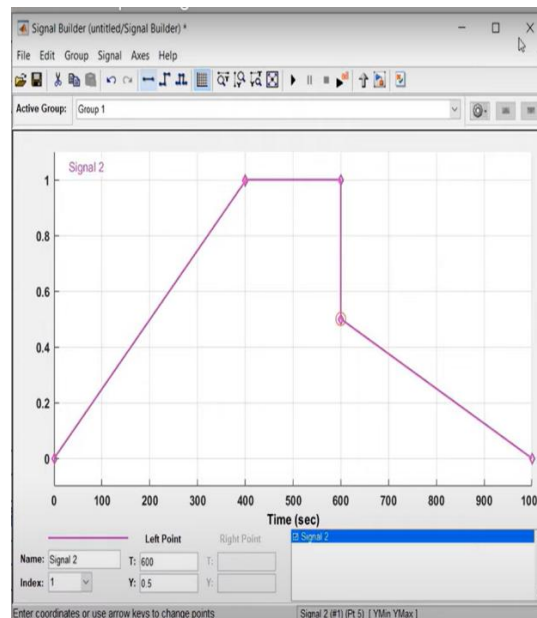 Signal Builder (untitled/Signal Builder) *
File Edit Group Signal Axes Help
Active Group: Group 1
Signal 2
1
0.8
0.6
0.4
0.2
0
0 100 200 300 400 500 600 700 800 900 100
Time (sec)
Left Point Right Point
Signal 2
Name: Signal 2 T: 600 T:
Index: 1 Y: 0.5 Y:
Enter coordinates or use arrow keys to change points
Signal 2 (#1) (Pt 5) [ YMin YMax ]